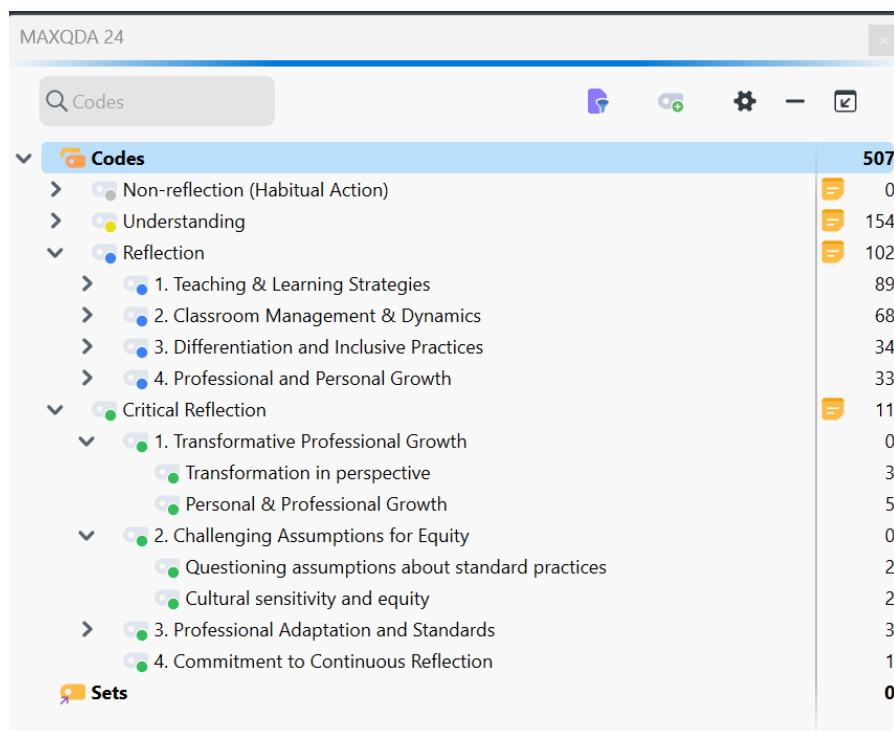 MAXQDA 24
Codes
Codes 507
Non-reflection (Habitual Action) 0
Understanding 154
Reflection 102
1. Teaching & Learning Strategies 89
2. Classroom Management & Dynamics 68
3. Differentiation and Inclusive Practices 34
4. Professional and Personal Growth 33
Critical Reflection 11
1. Transformative Professional Growth 0
Transformation in perspective 3
Personal & Professional Growth 5
2. Challenging Assumptions for Equity 0
Questioning assumptions about standard practices 2
Cultural sensitivity and equity 2
3. Professional Adaptation and Standards 3
4. Commitment to Continuous Reflection 1
Sets 0